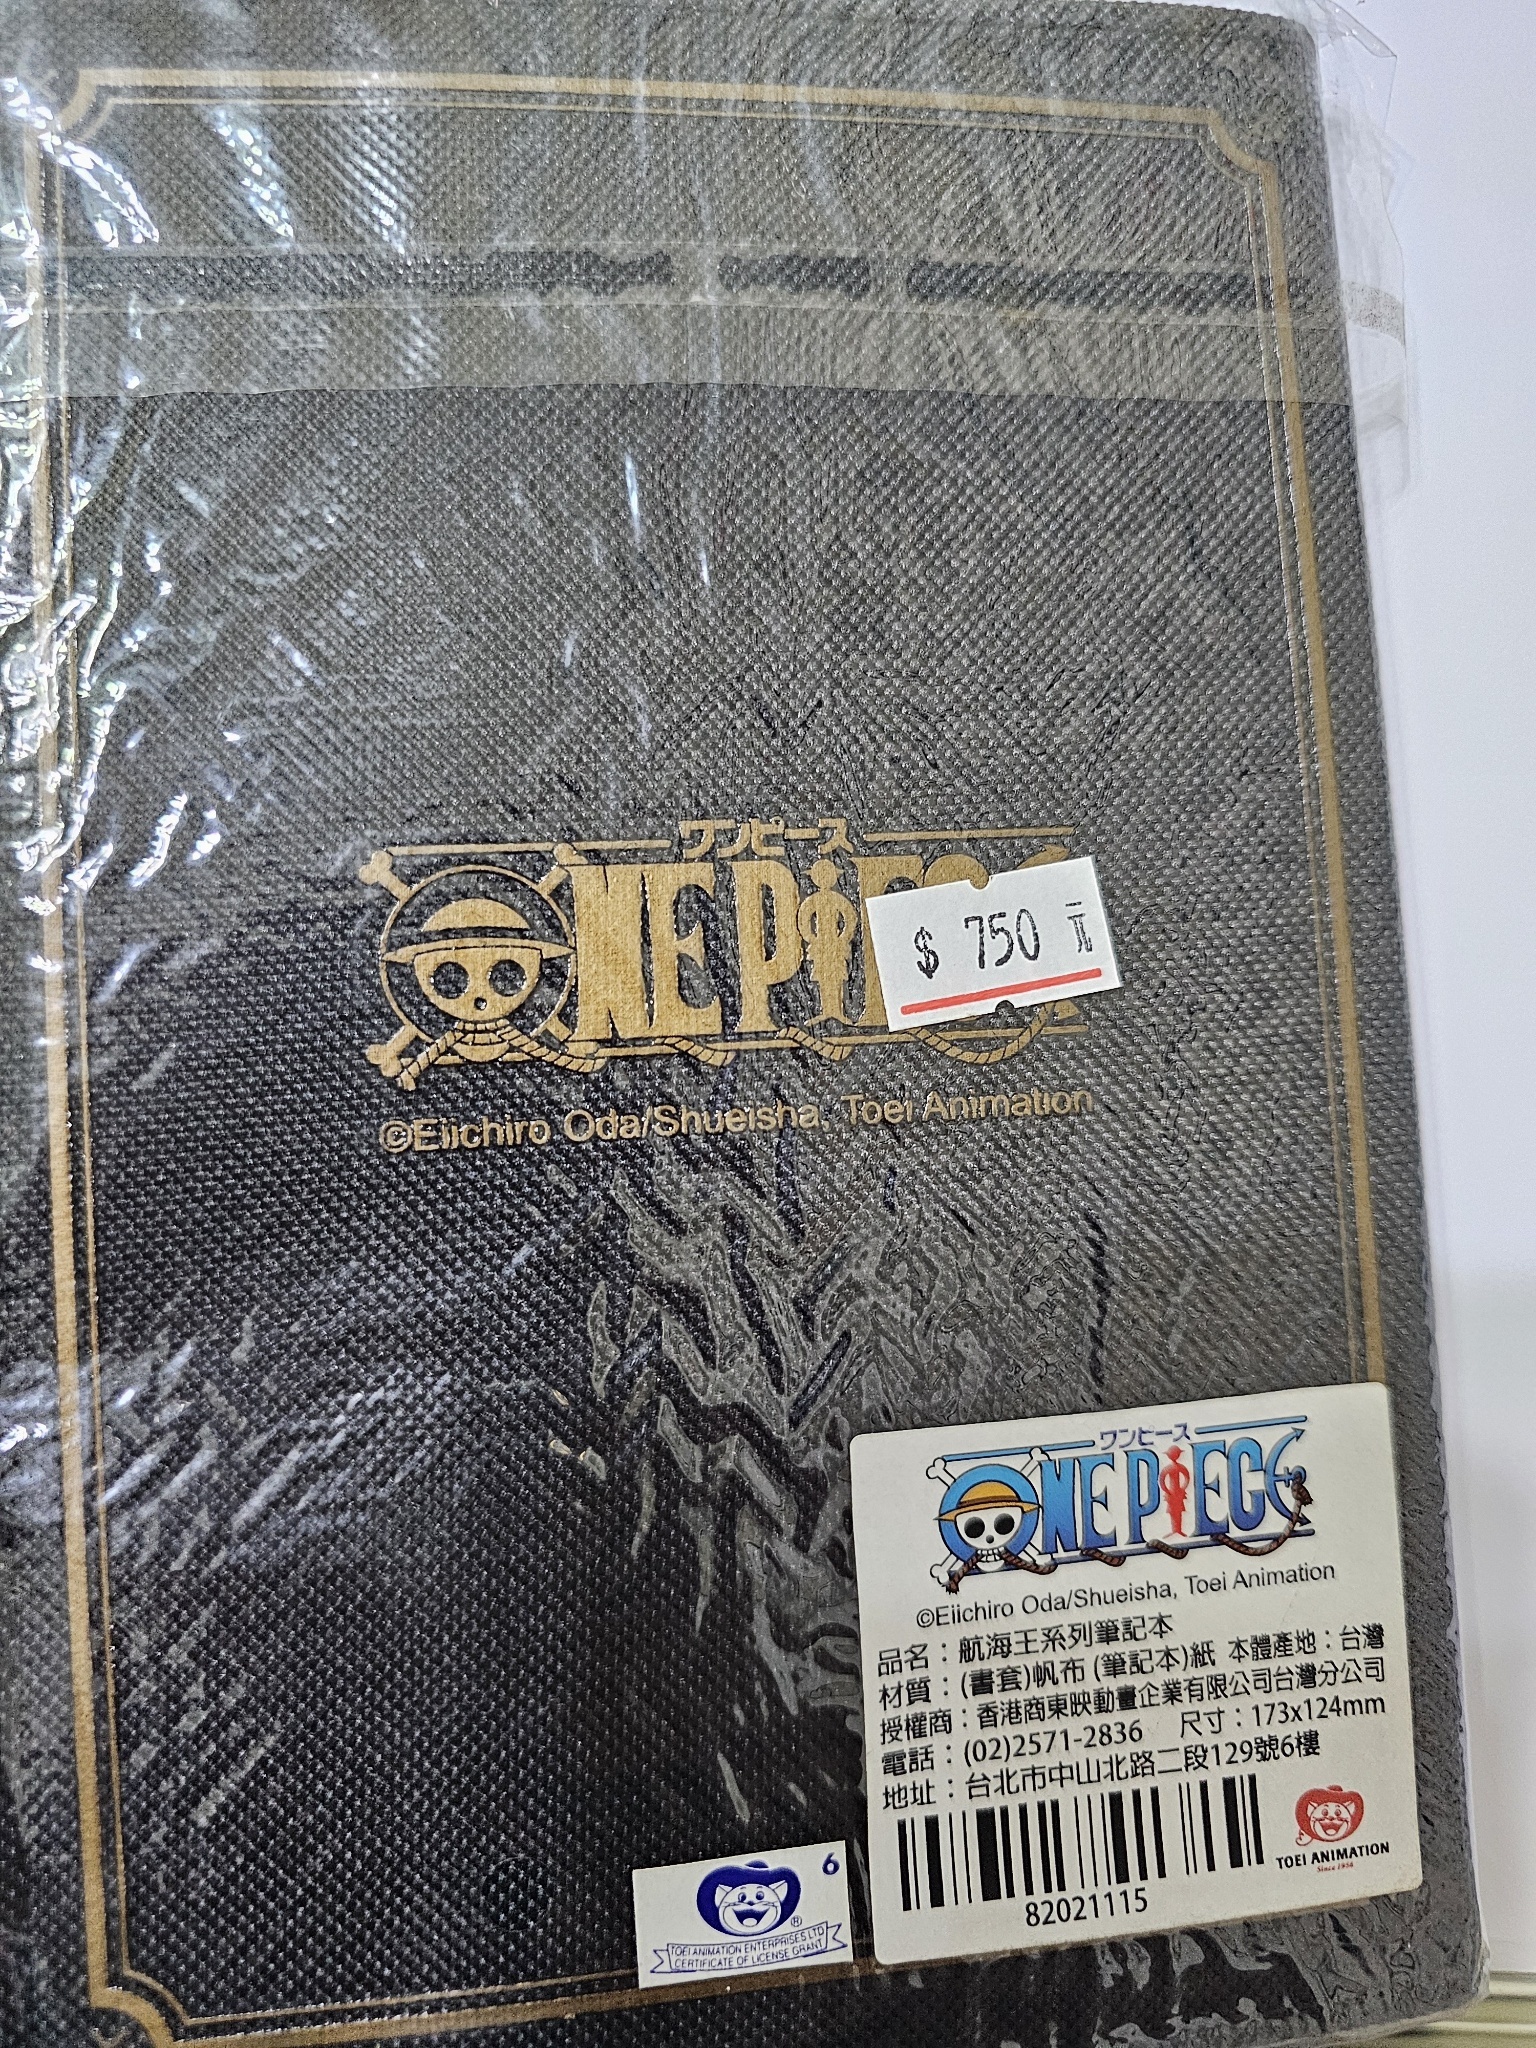 ワンピース
ONE PIEC
$ 750 元
©Eiichiro Oda/Shueisha, Toei Animation
ワンピース
ONE PIECE
©Eiichiro Oda/Shueisha, Toei Animation
品名：航海王系列筆記本
材質：(書套)帆布 (筆記本)紙 本體產地：台灣
授權商：香港商東映動畫企業有限公司台灣分公司
電話：(02)2571-2836 尺寸：173x124mm
地址：台北市中山北路二段129號6樓
82021115
TOEI ANIMATION
Since 1956
6
®
TOEI ANIMATION ENTERPRISES LTD
CERTIFICATE OF LICENSE GRANT